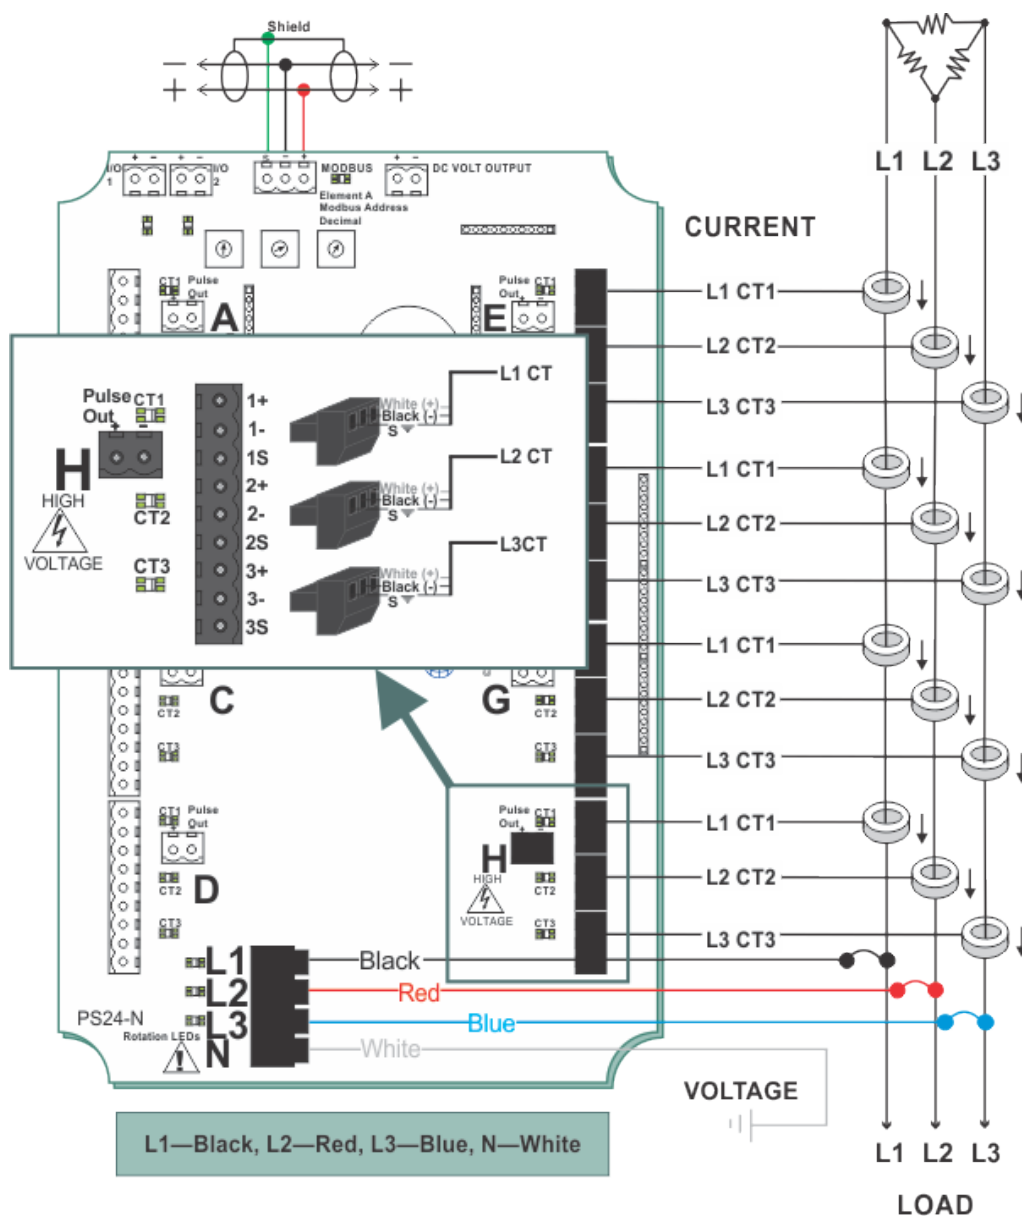 Shield
— —
+ +
L1 L2 L3
+ - + - S - + + -
I/O 1
I/O 2
MODBUS
DC VOLT OUTPUT
Element A
Modbus Address
Decimal
CURRENT
CT1 Pulse Out
A
Pulse Out CT1
E
L1 CT1
L2 CT2
L3 CT3
L1 CT1
L2 CT2
L3 CT3
L1 CT1
L2 CT2
L3 CT3
L1 CT1
L2 CT2
L3 CT3
Pulse Out
+ -
CT1
H
HIGH
VOLTAGE
CT2
CT3
1+
1-
1S
2+
2-
2S
3+
3-
3S
L1 CT
White (+)
Black (-)
S
L2 CT
White (+)
Black (-)
S
L3CT
White (+)
Black (-)
S
C
CT2
CT3
G
CT2
CT3
CT1 Pulse Out
+ -
D
CT2
CT3
Pulse Out CT1
+ -
H
HIGH
VOLTAGE
CT2
CT3
L1
L2
L3
N
Black
Red
Blue
White
PS24-N
Rotation LEDs
!
VOLTAGE
L1—Black, L2—Red, L3—Blue, N—White
L1 L2 L3
LOAD